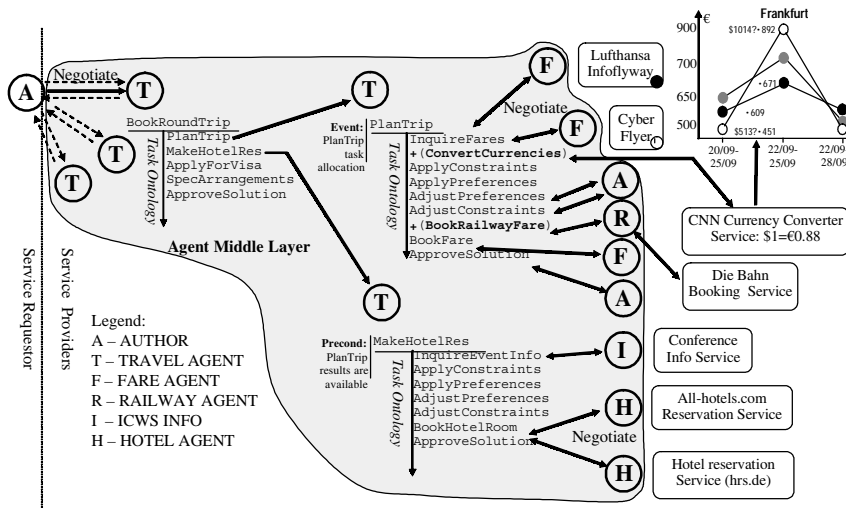 Frankfurt
€
900
700
650
500
$1014?•892
•671
•609
$513?•451
20/09-
25/09
22/09-
25/09
22/09-
28/09
Lufthansa
Infoflyway
Cyber
Flyer
A
Negotiate
T
T
T
BookRoundTrip
PlanTrip
MakeHotelRes
ApplyForVisa
SpecArrangements
ApproveSolution
Task Ontology
Agent Middle Layer
T
T
Event:
PlanTrip
task
allocation
PlanTrip
InquireFares
+(ConvertCurrencies)
ApplyConstraints
ApplyPreferences
AdjustPreferences
AdjustConstraints
+(BookRailwayFare)
BookFare
ApproveSolution
Task Ontology
F
Negotiate
F
A
R
F
A
CNN Currency Converter
Service: $1=€0.88
Die Bahn
Booking Service
Precond:
PlanTrip
results are
available
MakeHotelRes
InquireEventInfo
ApplyConstraints
ApplyPreferences
AdjustPreferences
AdjustConstraints
BookHotelRoom
ApproveSolution
Task Ontology
I
H
Negotiate
H
Conference
Info Service
All-hotels.com
Reservation Service
Hotel reservation
Service (hrs.de)
Service Requestor
Service Providers
Legend:
A – AUTHOR
T – TRAVEL AGENT
F – FARE AGENT
R – RAILWAY AGENT
I – ICWS INFO
H – HOTEL AGENT